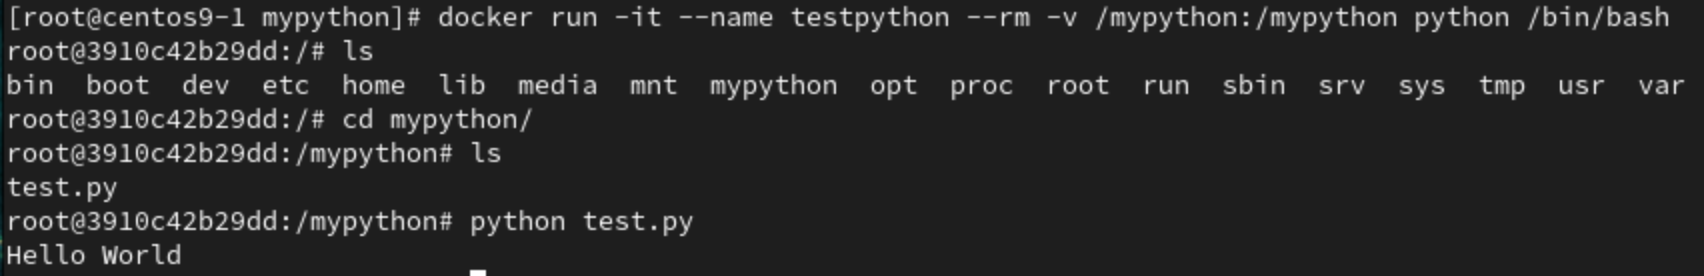 [root@centos9-1 mypython]# docker run -it --name testpython --rm -v /mypython:/mypython python /bin/bash
root@3910c42b29dd:/# ls
bin  boot  dev  etc  home  lib  media  mnt  mypython  opt  proc  root  run  sbin  srv  sys  tmp  usr  var
root@3910c42b29dd:/# cd mypython/
root@3910c42b29dd:/mypython# ls
test.py
root@3910c42b29dd:/mypython# python test.py
Hello World